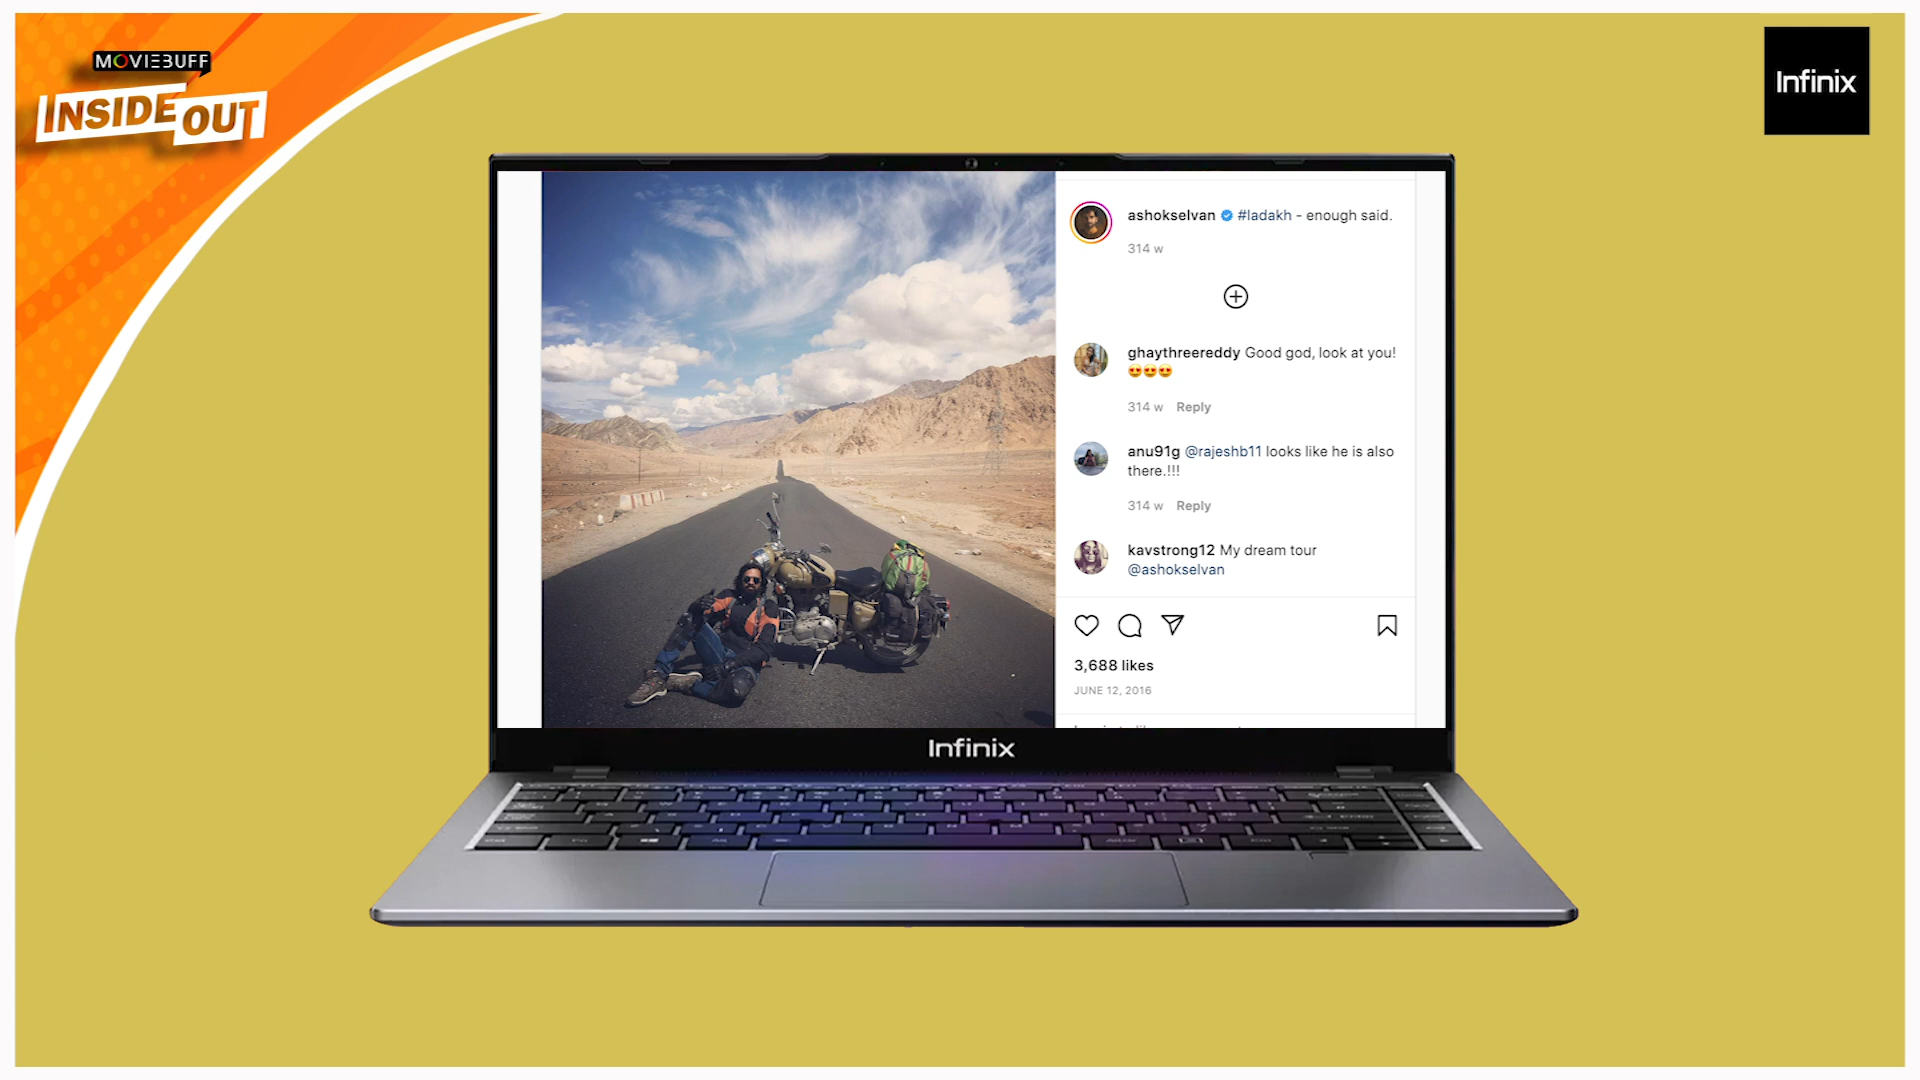 MOVIEBUFF
INSIDE OUT
Infinix
ashokselvan #ladakh - enough said.
314 w
ghaythreereddy Good god, look at you!
😍😍😍
314 w Reply
anu91g @rajeshb11 looks like he is also
there.!!!
314 w Reply
kavstrong12 My dream tour
@ashokselvan
3,688 likes
JUNE 12, 2016
Infinix